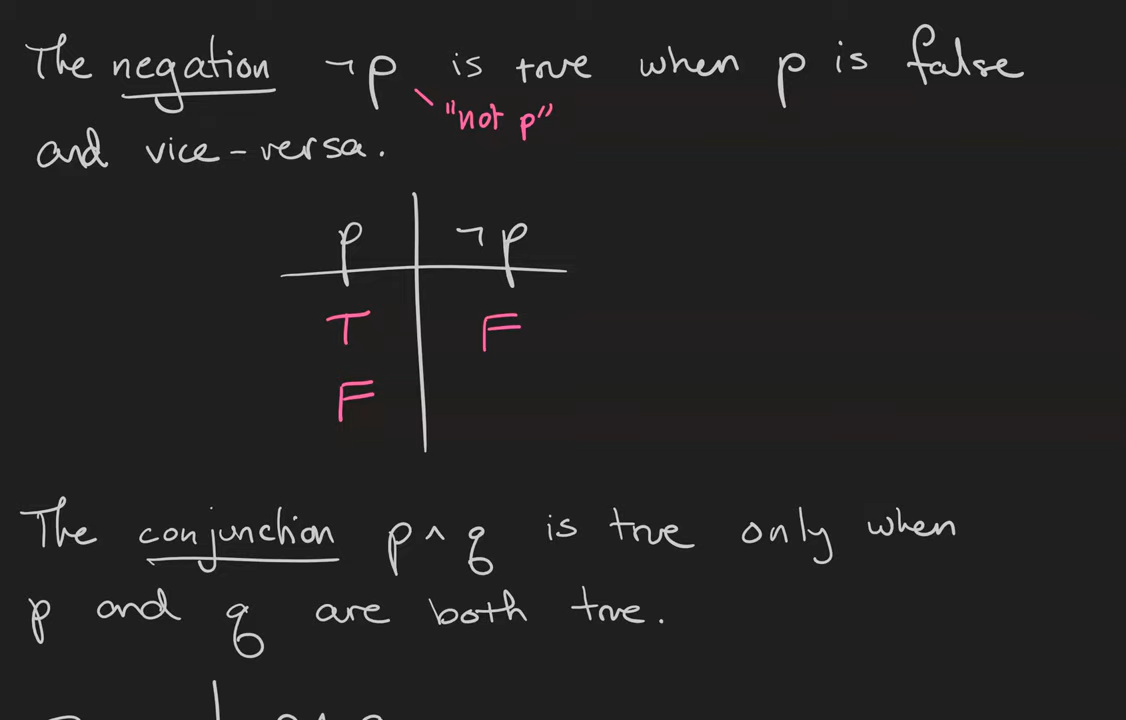 The negation ¬p is true when p is false
"not p"
and vice-versa.
p ¬p
T F
F
The conjunction p ∧ q is true only when
p and q are both true.